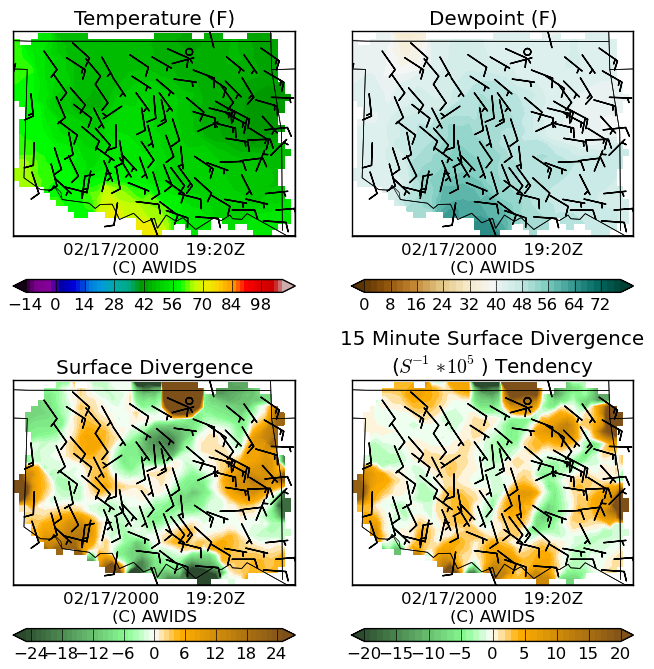 Temperature (F)
Dewpoint (F)
02/17/2000 19:20Z
(C) AWIDS
02/17/2000 19:20Z
(C) AWIDS
−14 0 14 28 42 56 70 84 98
0 8 16 24 32 40 48 56 64 72
Surface Divergence
15 Minute Surface Divergence
(S⁻¹ *10⁵ ) Tendency
02/17/2000 19:20Z
(C) AWIDS
02/17/2000 19:20Z
(C) AWIDS
−24 −18 −12 −6 0 6 12 18 24
−20 −15 −10 −5 0 5 10 15 20